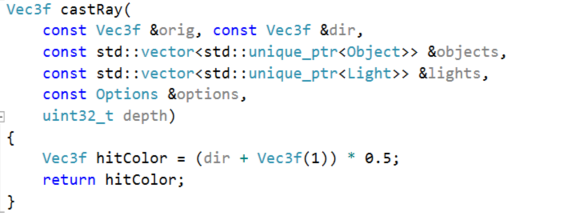 Vec3f castRay(
    const Vec3f &orig, const Vec3f &dir,
    const std::vector<std::unique_ptr<Object>> &objects,
    const std::vector<std::unique_ptr<Light>> &lights,
    const Options &options,
    uint32_t depth)
{
    Vec3f hitColor = (dir + Vec3f(1)) * 0.5;
    return hitColor;
}